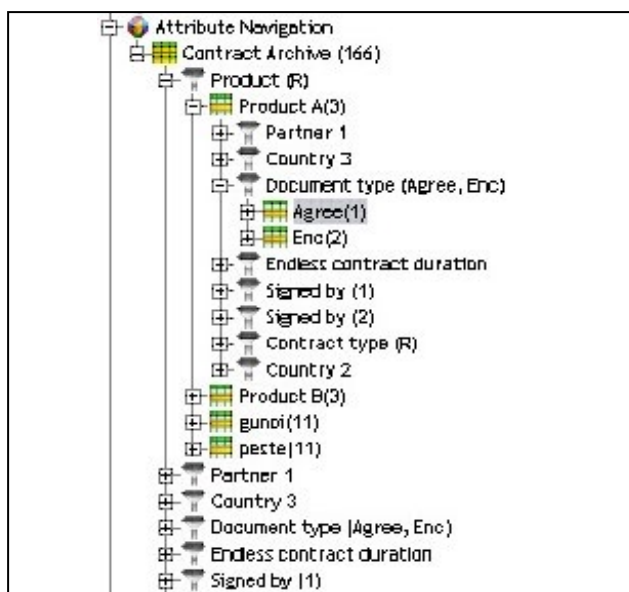 Attribute Navigation
Contract Archive (166)
Product (R)
Product A(3)
Partner 1
Country 3
Document type (Agree, Enc)
Agree(1)
Enc(2)
Endless contract duration
Signed by (1)
Signed by (2)
Contract type (R)
Country 2
Product B(3)
gunoi(11)
peste(11)
Partner 1
Country 3
Document type (Agree, Enc)
Endless contract duration
Signed by (1)